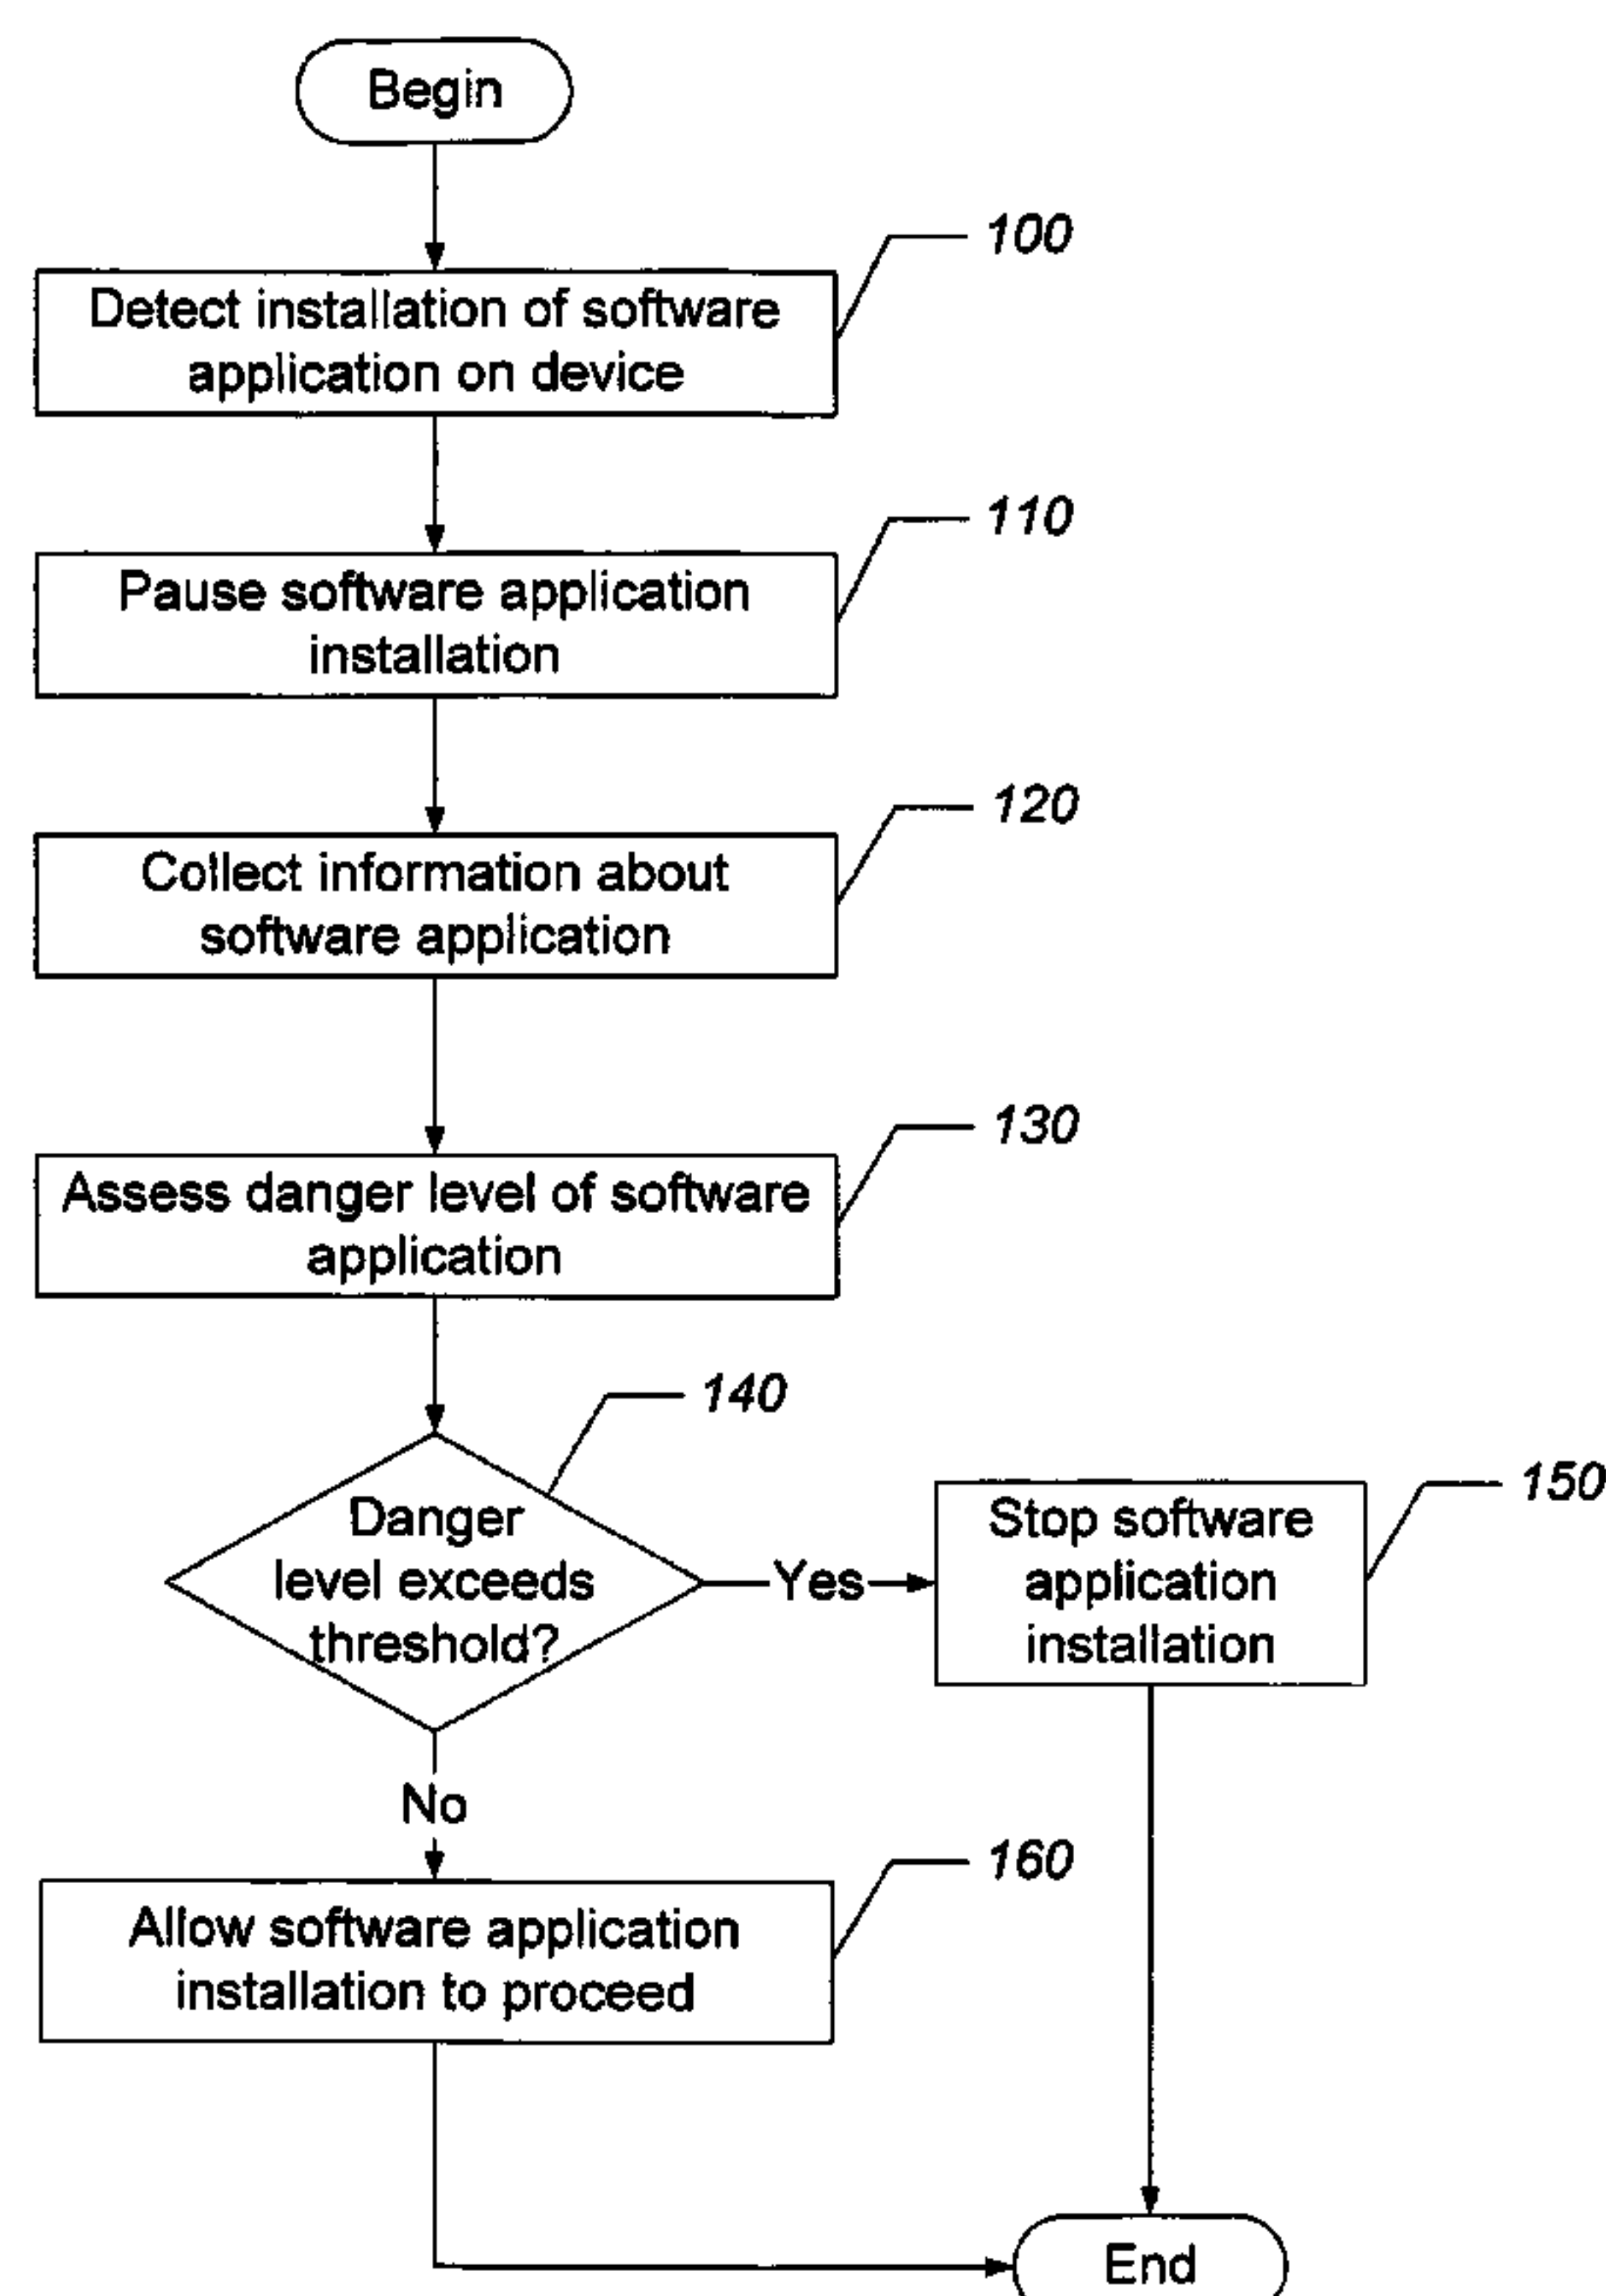 Begin
100
Detect installation of software
application on device
110
Pause software application
installation
120
Collect information about
software application
130
Assess danger level of software
application
140
Danger
level exceeds
threshold?
Yes
150
Stop software
application
installation
No
160
Allow software application
installation to proceed
End